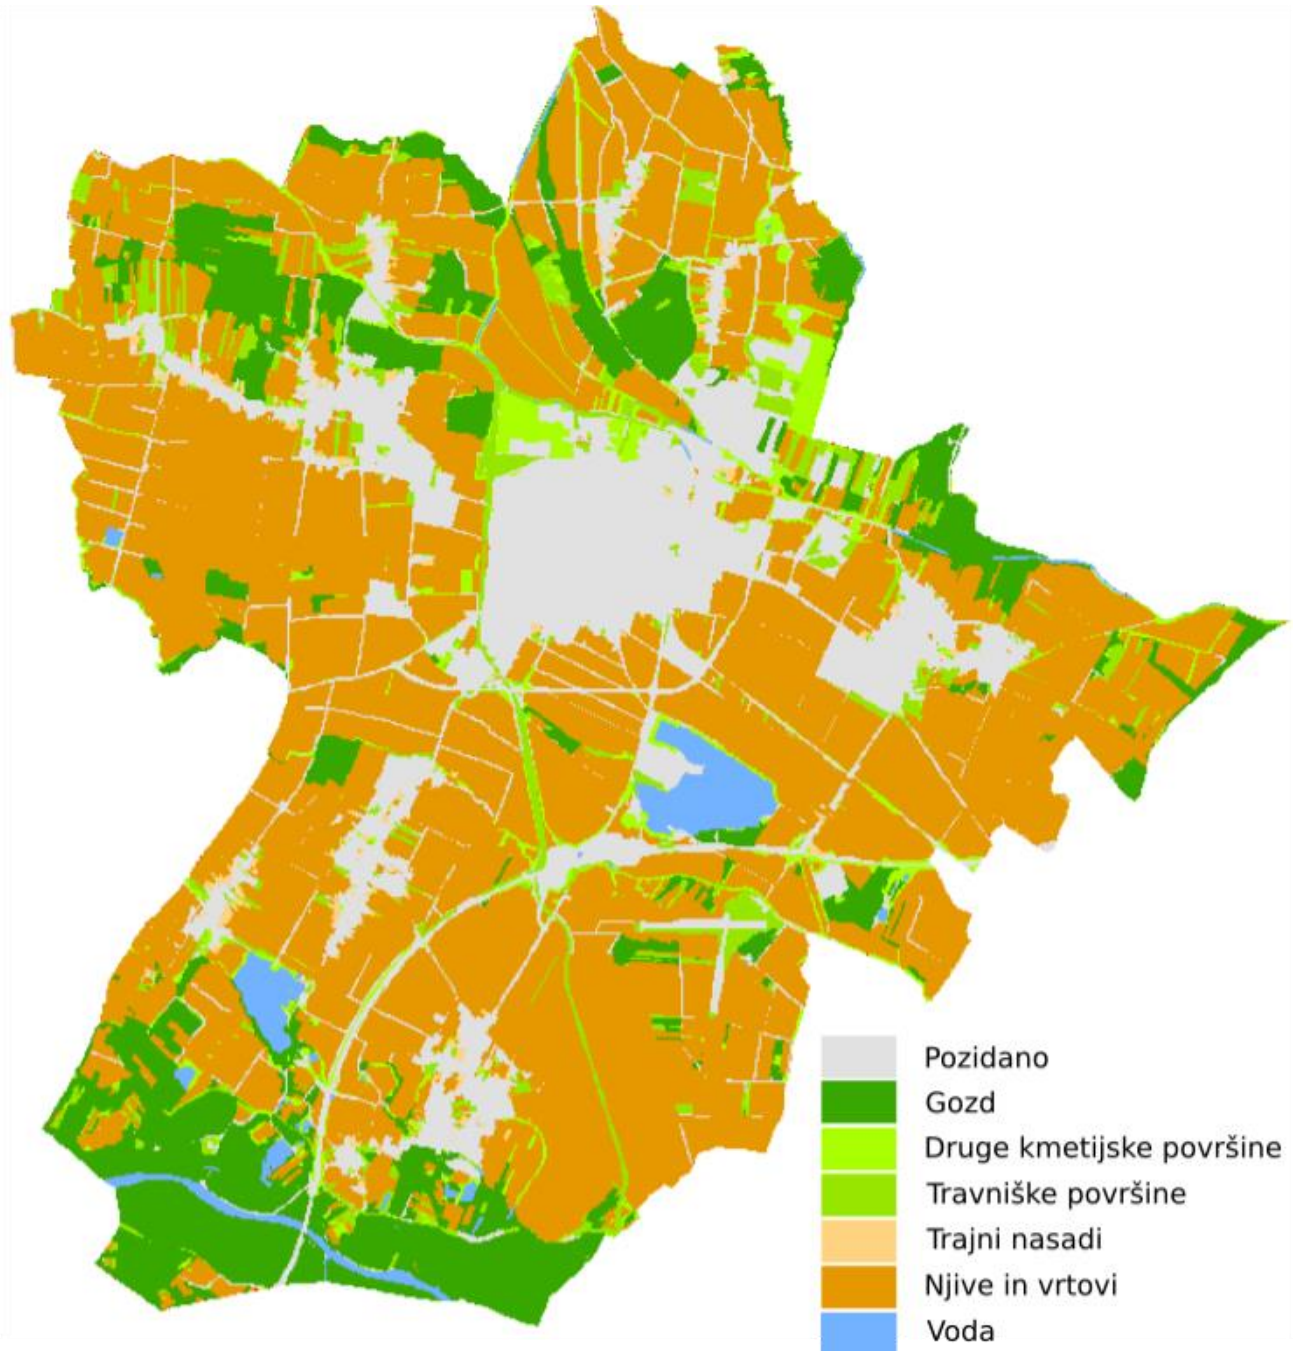 Pozidano
Gozd
Druge kmetijske površine
Travniške površine
Trajni nasadi
Njive in vrtovi
Voda